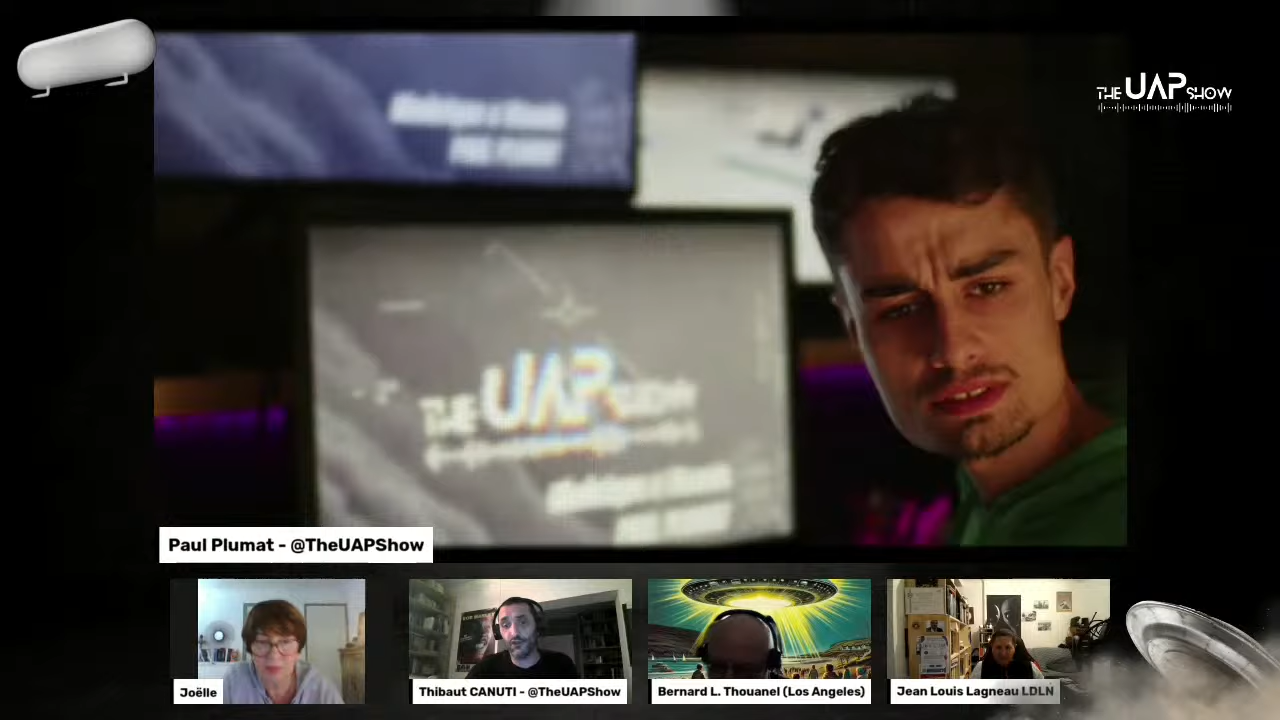 THE UAP SHOW
THE UAP SHOW
Paul Plumat - @TheUAPShow
Joëlle
Thibaut CANUTI - @TheUAPShow
Bernard L. Thouanel (Los Angeles)
Jean Louis Lagneau LDLN